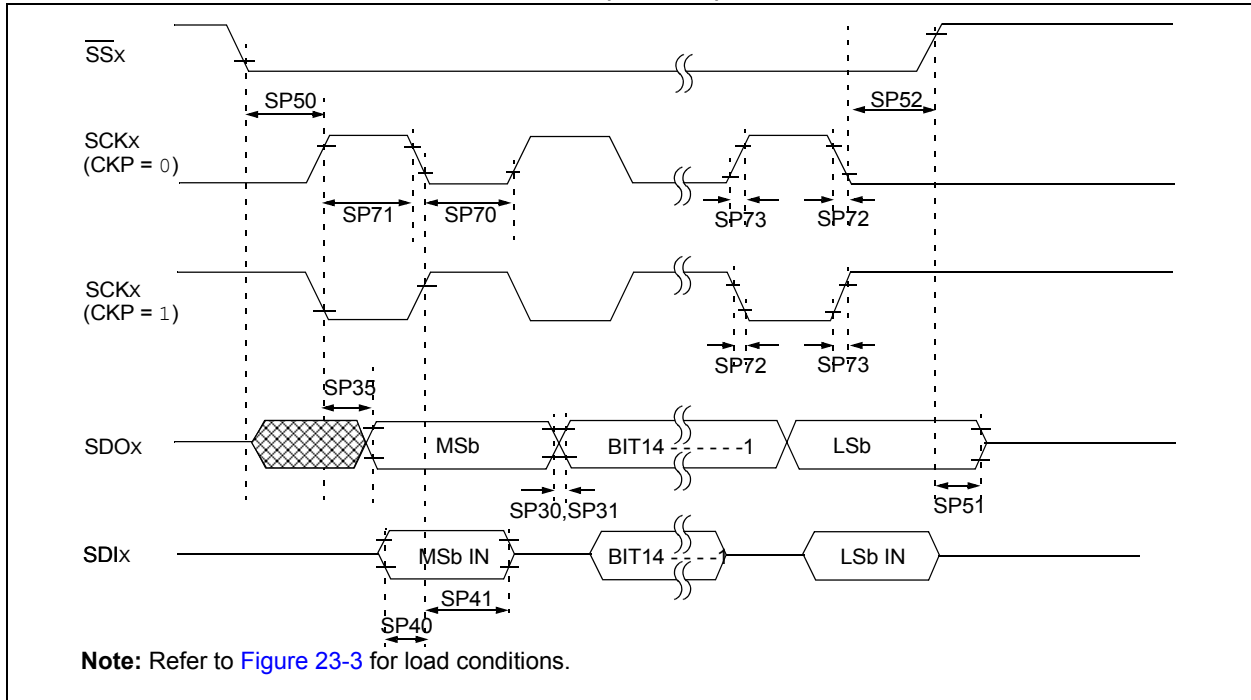 SSx
SP50
SP52
SCKx
(CKP = 0)
SP71
SP70
SP73
SP72
SCKx
(CKP = 1)
SP72
SP73
SP35
SDOx
MSb
BIT14 - - - - - -1
LSb
SP30,SP31
SP51
SDIx
MSb IN
BIT14 - - - - 1
LSb IN
SP41
SP40
Note: Refer to Figure 23-3 for load conditions.